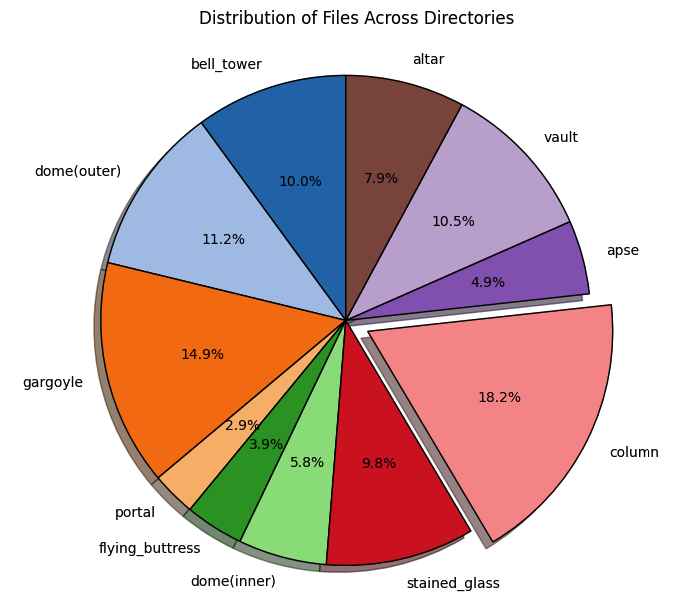 Distribution of Files Across Directories
altar
bell_tower
vault
dome(outer)
7.9%
10.0%
10.5%
11.2%
apse
4.9%
14.9%
gargoyle
18.2%
2.9%
3.9%
column
5.8%
9.8%
portal
flying_buttress
dome(inner)
stained_glass